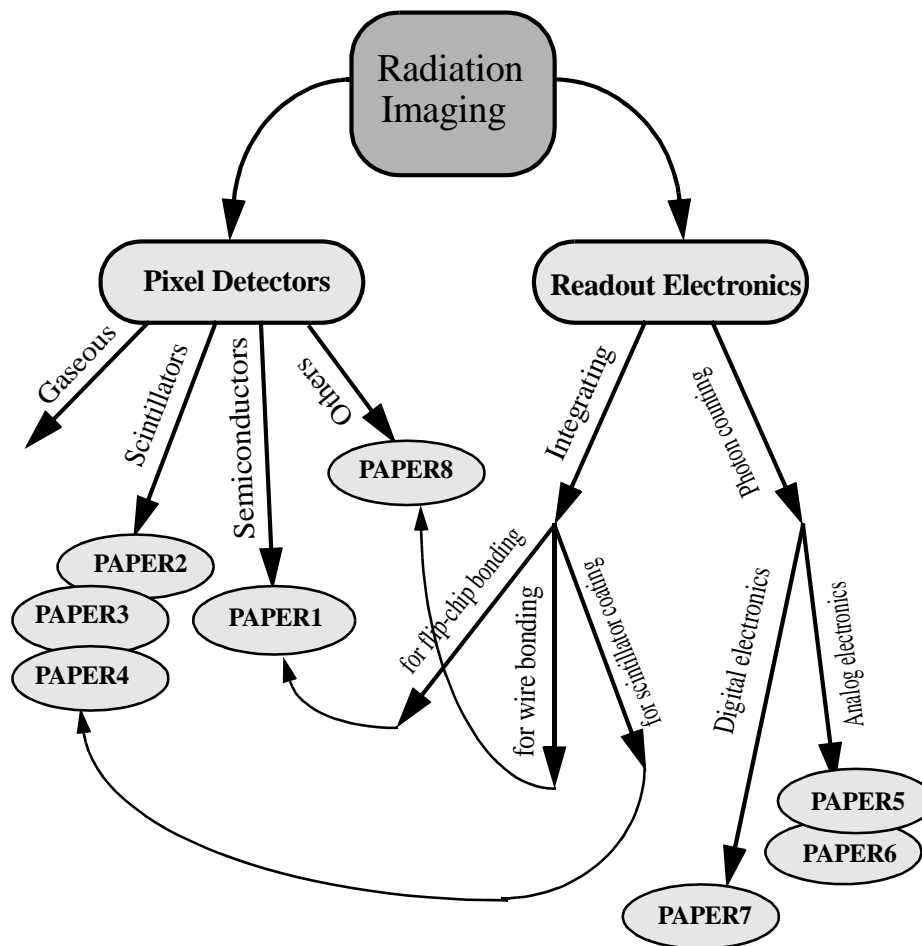 Radiation
Imaging
Pixel Detectors
Readout Electronics
Gaseous
Scintillators
Semiconductors
Others
Integrating
Photon counting
PAPER8
PAPER2
PAPER3
PAPER4
PAPER1
for flip-chip bonding
for wire bonding
for scintillator coating
Digital electronics
Analog electronics
PAPER5
PAPER6
PAPER7